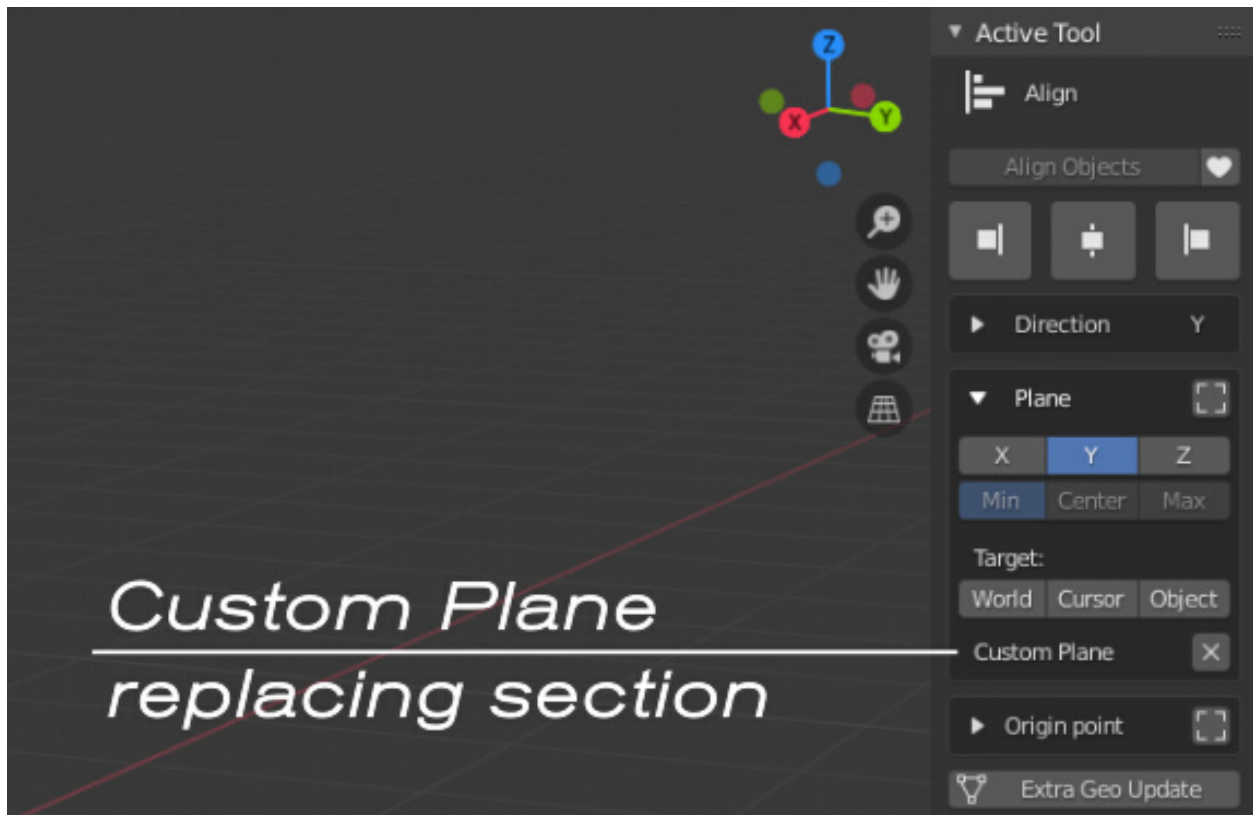 Active Tool
Align
Align Objects
Direction Y
Plane
X Y Z
Min Center Max
Target:
World Cursor Object
Custom Plane
Origin point
Extra Geo Update
Z
X Y
Custom Plane
replacing section